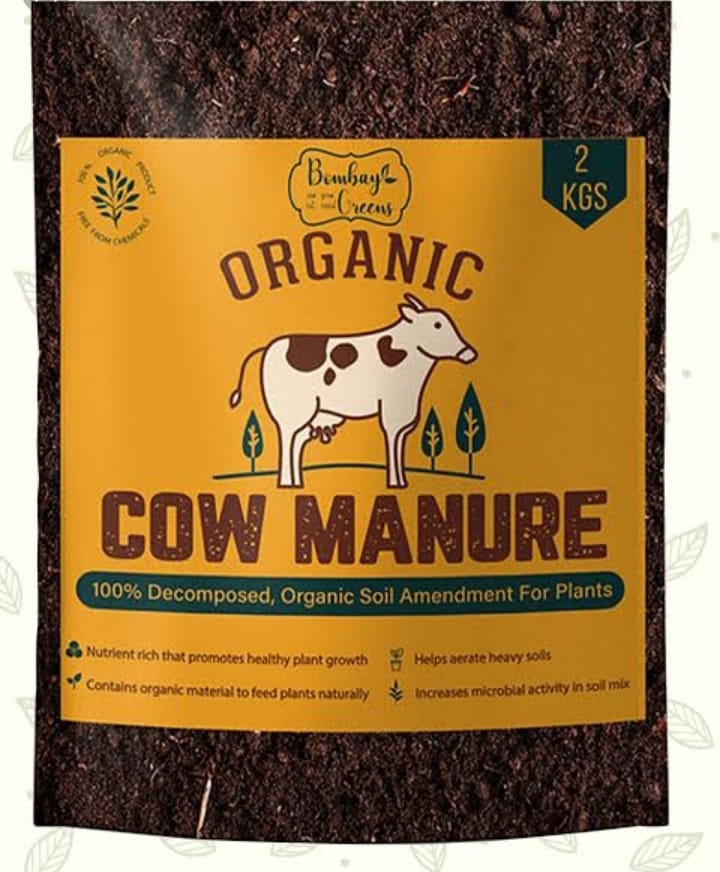 100% ORGANIC PRODUCT
FREE FROM CHEMICALS
Bombay
Greens
2
KGS
ORGANIC
COW MANURE
100% Decomposed, Organic Soil Amendment For Plants
Nutrient rich that promotes healthy plant growth
Helps aerate heavy soils
Contains organic material to feed plants naturally
Increases microbial activity in soil mix